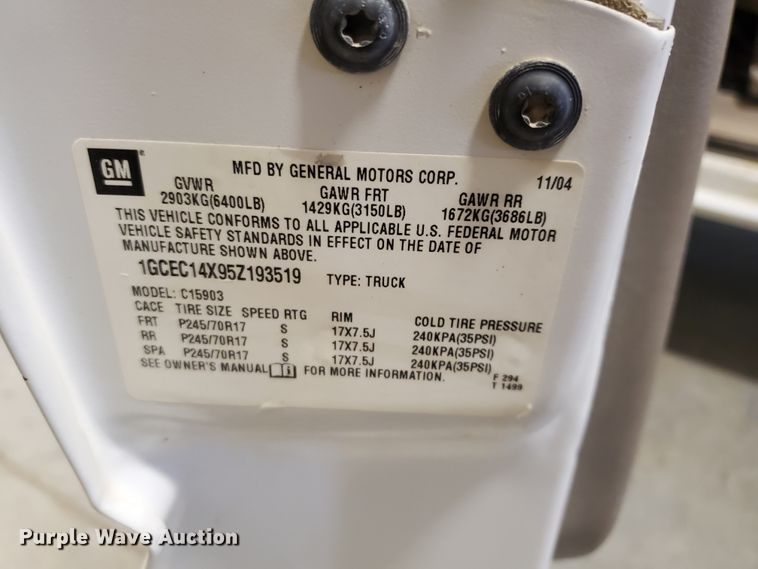 GM
MFD BY GENERAL MOTORS CORP. 11/04
GVWR GAWR FRT GAWR RR
2903KG(6400LB) 1429KG(3150LB) 1672KG(3686LB)
THIS VEHICLE CONFORMS TO ALL APPLICABLE U.S. FEDERAL MOTOR
VEHICLE SAFETY STANDARDS IN EFFECT ON THE DATE OF
MANUFACTURE SHOWN ABOVE.
1GCEC14X95Z193519 TYPE: TRUCK
MODEL: C15903
CACE TIRE SIZE SPEED RTG RIM COLD TIRE PRESSURE
FRT P245/70R17 S 17X7.5J 240KPA(35PSI)
RR P245/70R17 S 17X7.5J 240KPA(35PSI)
SPA P245/70R17 S 17X7.5J 240KPA(35PSI)
SEE OWNER'S MANUAL FOR MORE INFORMATION.
F 294
T 1499
Purple Wave Auction